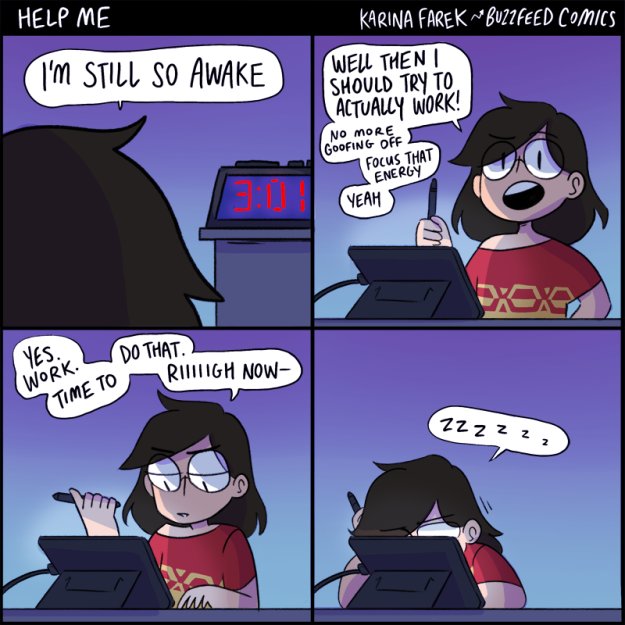 HELP ME
KARINA FAREK ~ BUZZFEED COMICS
I'M STILL SO AWAKE
3:01
WELL THEN I
SHOULD TRY TO
ACTUALLY WORK!
NO MORE
GOOFING OFF
FOCUS THAT
ENERGY
YEAH
YES.
WORK.
TIME TO
DO THAT.
RIIIIIGH NOW–
ZZZ Z Z Z